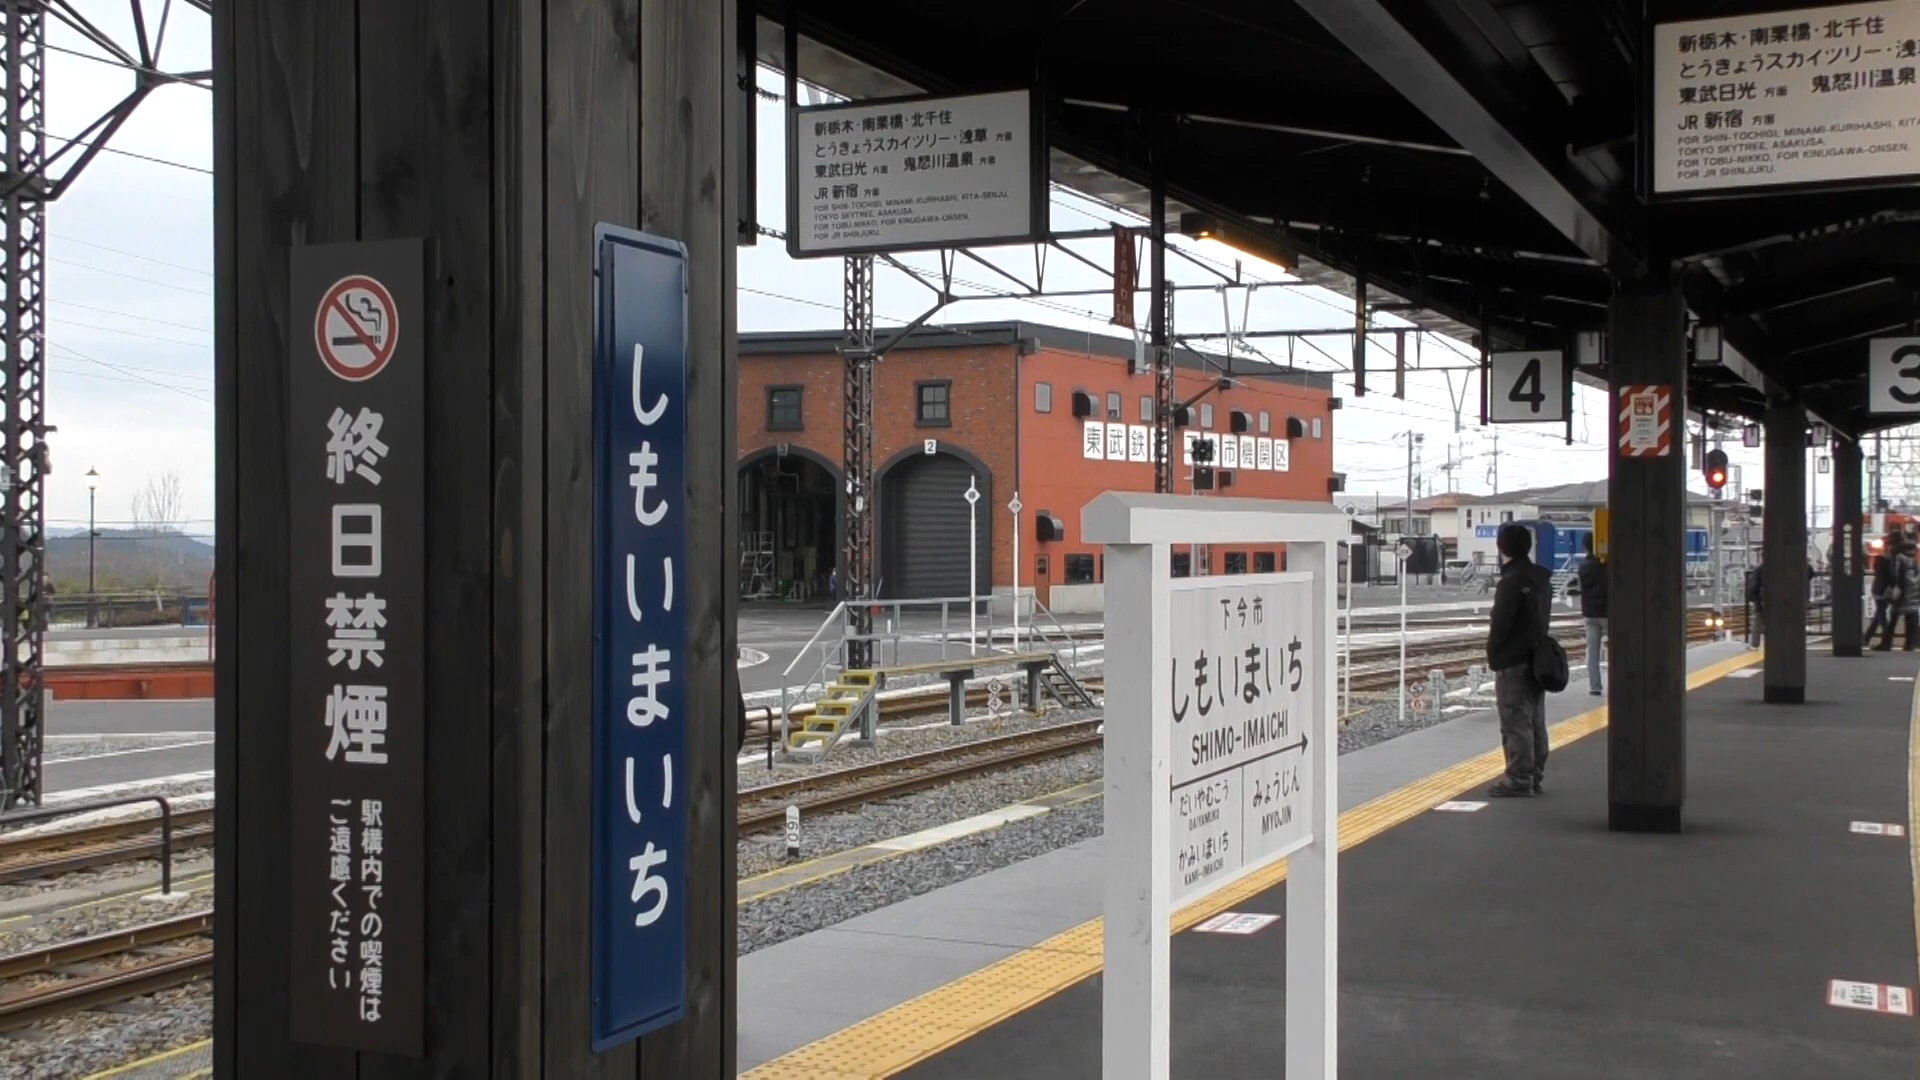 終日禁煙
駅構内での喫煙は
ご遠慮ください
しもいまいち
新栃木・南栗橋・北千住
とうきょうスカイツリー・浅草 方面
東武日光 方面 鬼怒川温泉 方面
JR 新宿 方面
FOR SHIN-TOCHIGI, MINAMI-KURIHASHI, KITA-SENJU,
TOKYO SKYTREE, ASAKUSA.
FOR TOBU-NIKKO, FOR KINUGAWA-ONSEN.
FOR JR SHINJUKU.
3
2
東武鉄
市機関区
60
下今市
しもいまいち
SHIMO-IMAICHI
だいやむこう
DAIYAMUKO
かみいまいち
KAMI-IMAICHI
みょうじん
MYOJIN
4
新栃木・南栗橋・北千住
とうきょうスカイツリー・浅
東武日光 方面 鬼怒川温泉
JR 新宿 方面
FOR SHIN-TOCHIGI, MINAMI-KURIHASHI, KITA
TOKYO SKYTREE, ASAKUSA.
FOR TOBU-NIKKO, FOR KINUGAWA-ONSEN.
FOR JR SHINJUKU.
3